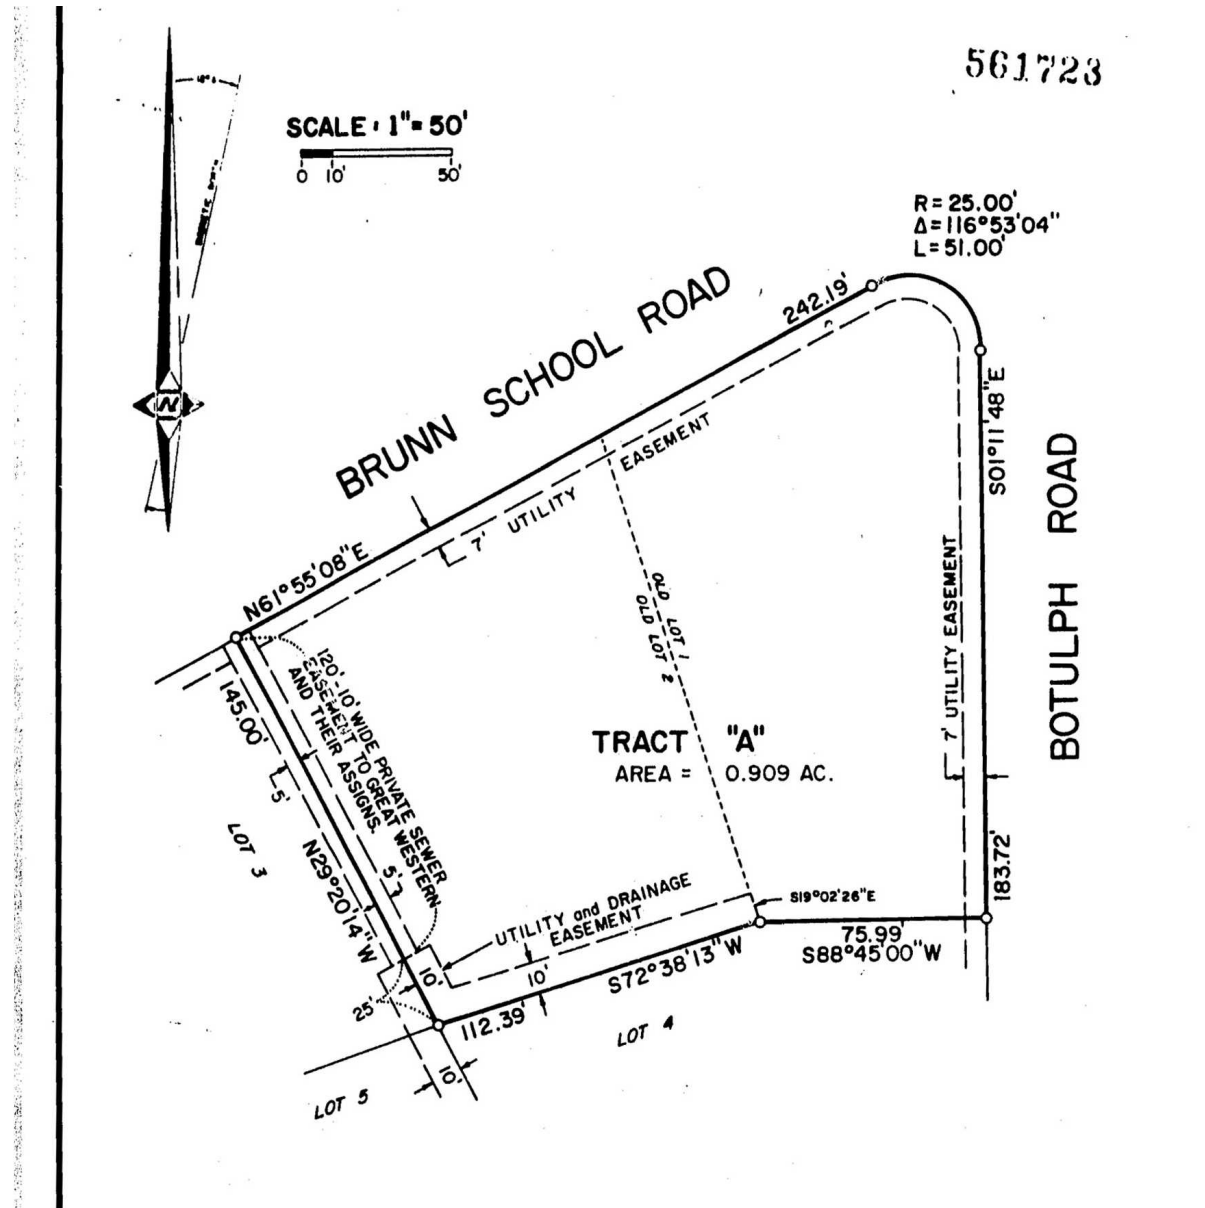 561723
SCALE: 1"=50'
0 10' 50'
R=25.00'
Δ=116°53'04"
L=51.00'
N
BRUNN SCHOOL ROAD
242.19'
N61°55'08"E
7' UTILITY EASEMENT
S01°11'48"E
BOTULPH ROAD
7' UTILITY EASEMENT
183.72'
OLD LOT 1
OLD LOT 2
120'-10' WIDE PRIVATE SEWER
EASEMENT TO GREAT WESTERN
AND THEIR ASSIGNS.
145.00'
5'
LOT 3
N29°20'14"W
5'
TRACT "A"
AREA = 0.909 AC.
UTILITY and DRAINAGE
EASEMENT
S19°02'26"E
75.99'
S88°45'00"W
10'
10'
25'
S72°38'13"W
112.39'
LOT 4
10'
LOT 5